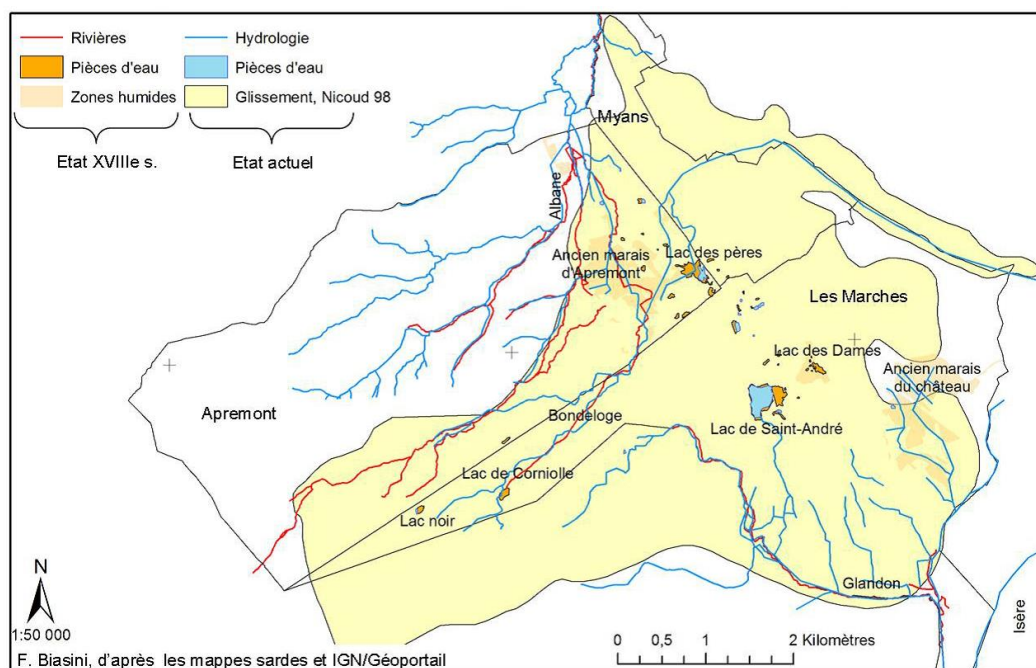 Rivières
Hydrologie
Pièces d'eau
Pièces d'eau
Zones humides
Glissement, Nicoud 98
Etat XVIIIe s.
Etat actuel
Myans
Albane
Ancien marais
d'Apremont
Lac des pères
Les Marches
Lac des Dames
Ancien marais
du château
Apremont
Bondeloge
Lac de Saint-André
Lac de Corniolle
Lac noir
Glandon
Isère
N
1:50 000
0 0,5 1 2 Kilomètres
F. Biasini, d'après les mappes sardes et IGN/Géoportail